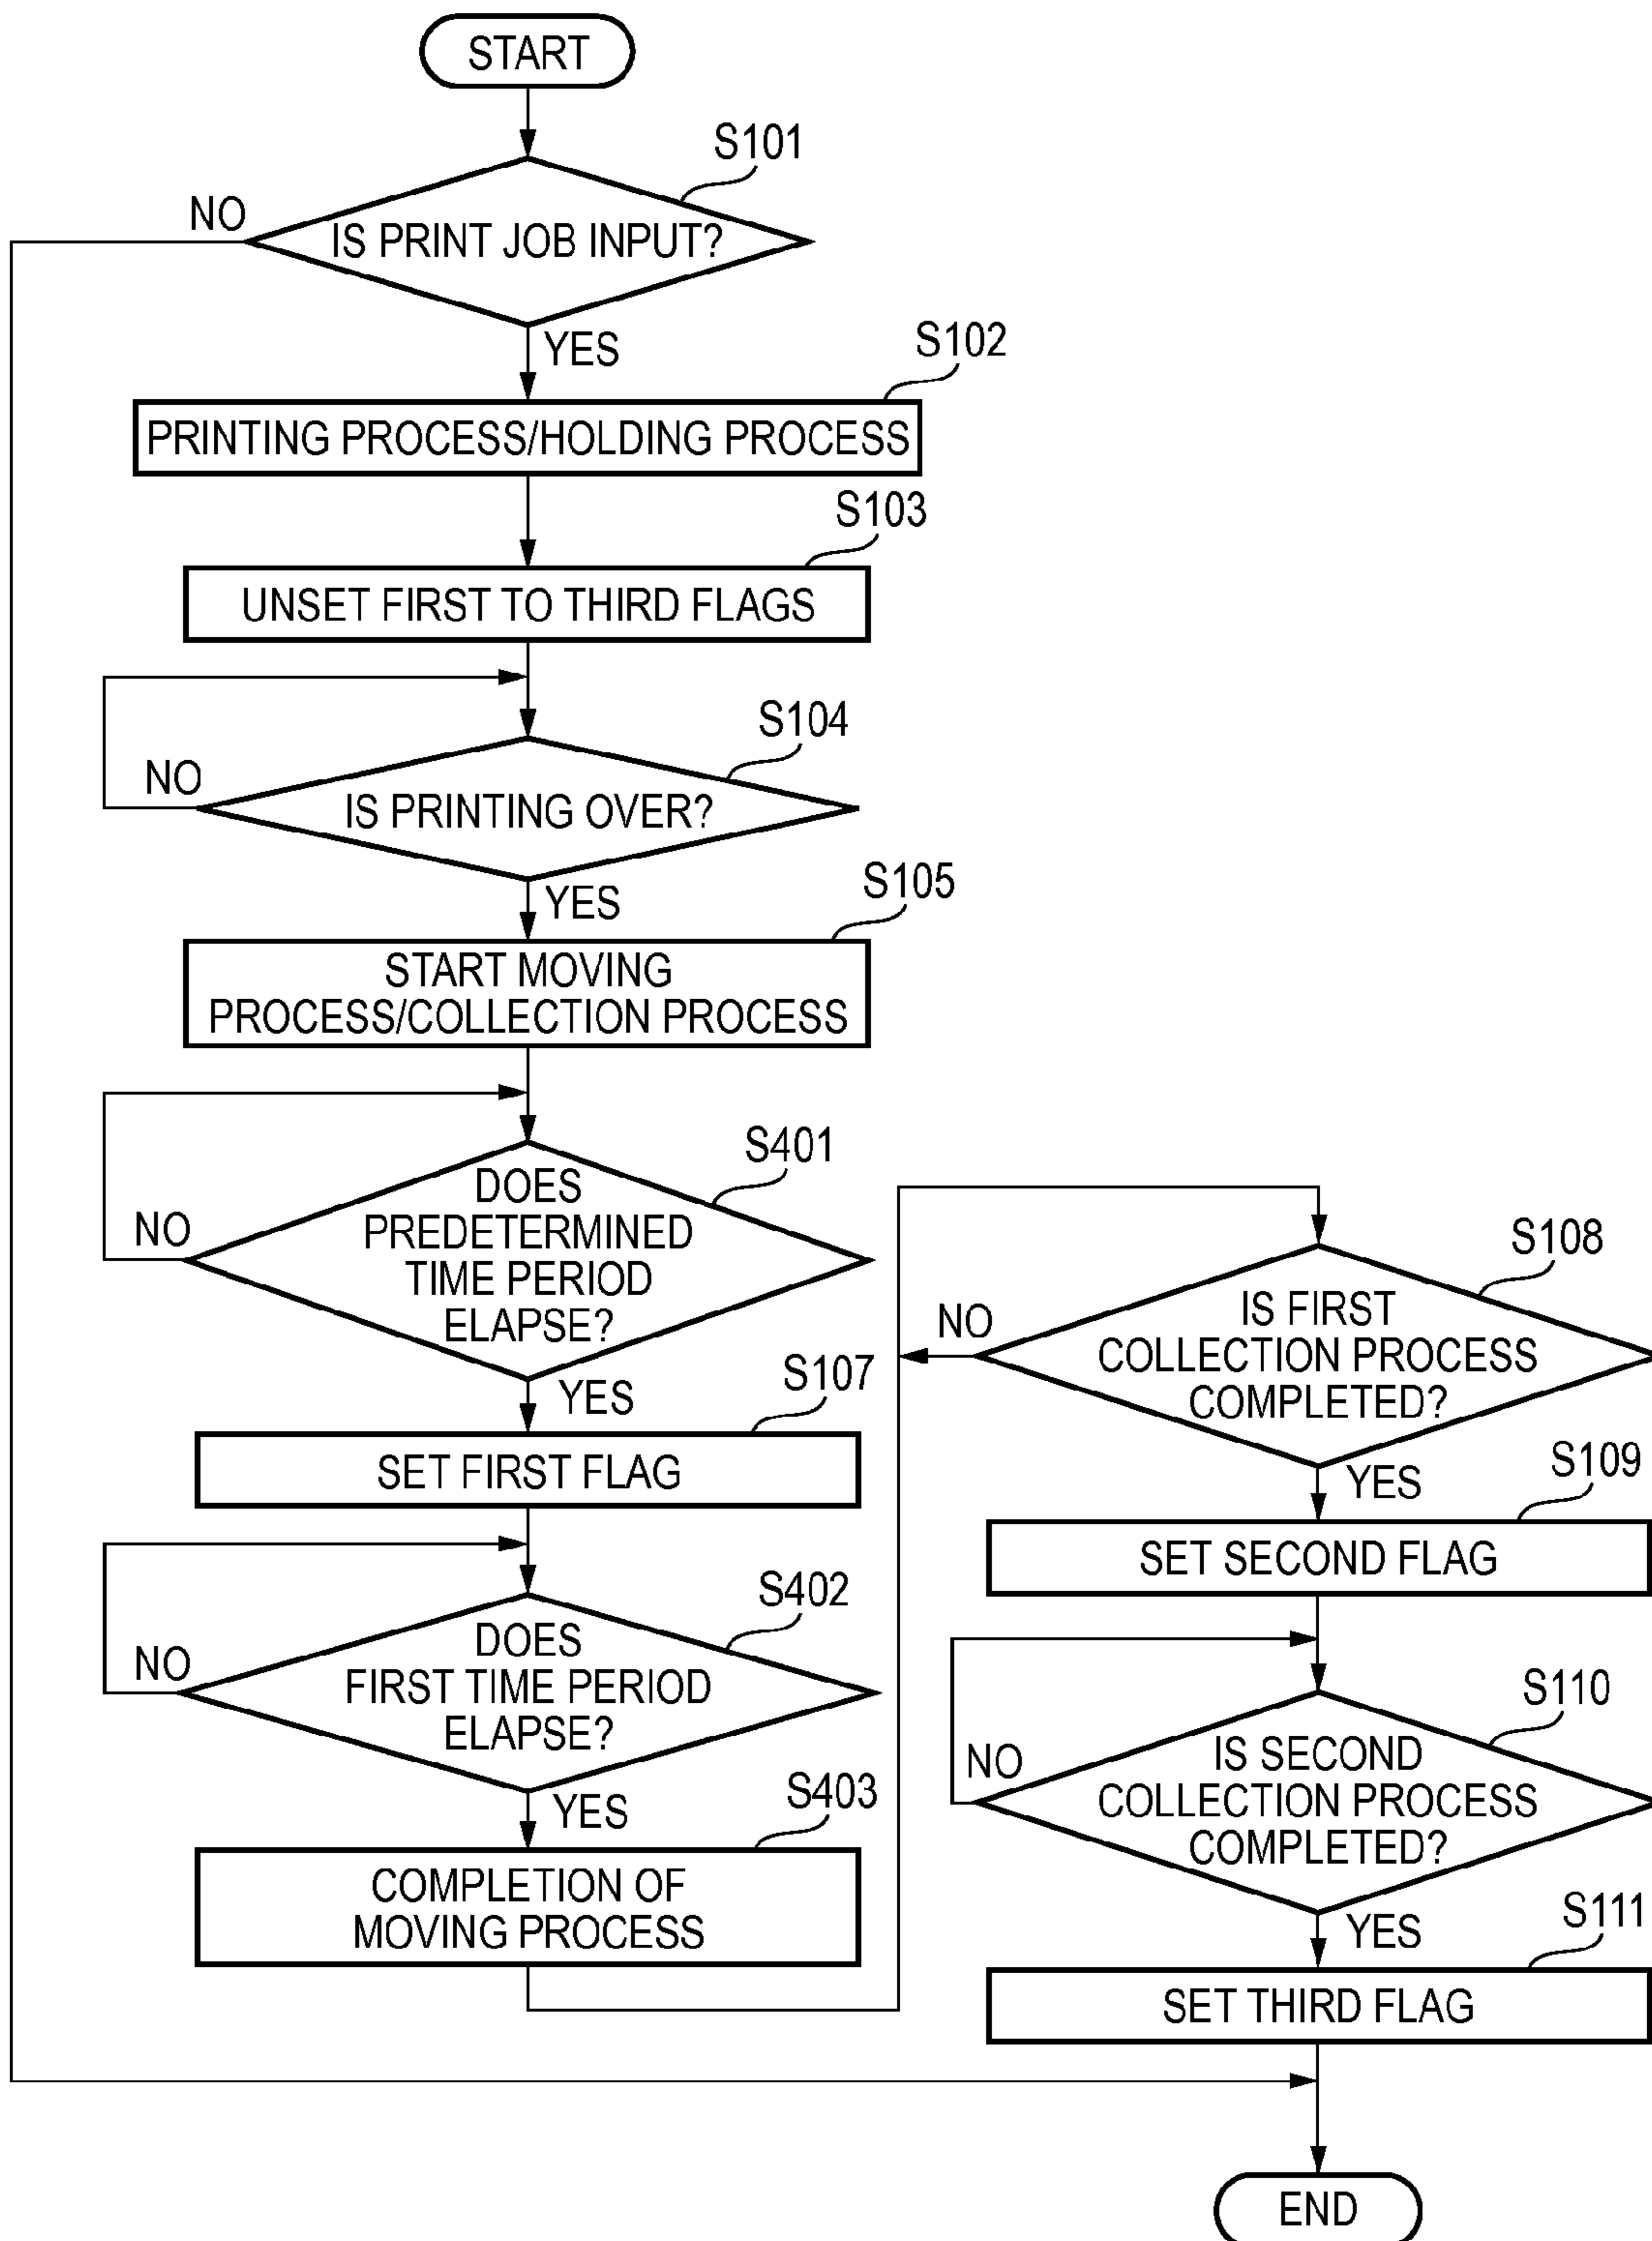 START
S101
NO
IS PRINT JOB INPUT?
YES
S102
PRINTING PROCESS/HOLDING PROCESS
S103
UNSET FIRST TO THIRD FLAGS
S104
NO
IS PRINTING OVER?
YES
S105
START MOVING
PROCESS/COLLECTION PROCESS
S401
NO
DOES
PREDETERMINED
TIME PERIOD
ELAPSE?
YES
S107
SET FIRST FLAG
S402
NO
DOES
FIRST TIME PERIOD
ELAPSE?
YES
S403
COMPLETION OF
MOVING PROCESS
S108
NO
IS FIRST
COLLECTION PROCESS
COMPLETED?
YES
S109
SET SECOND FLAG
S110
NO
IS SECOND
COLLECTION PROCESS
COMPLETED?
YES
S111
SET THIRD FLAG
END